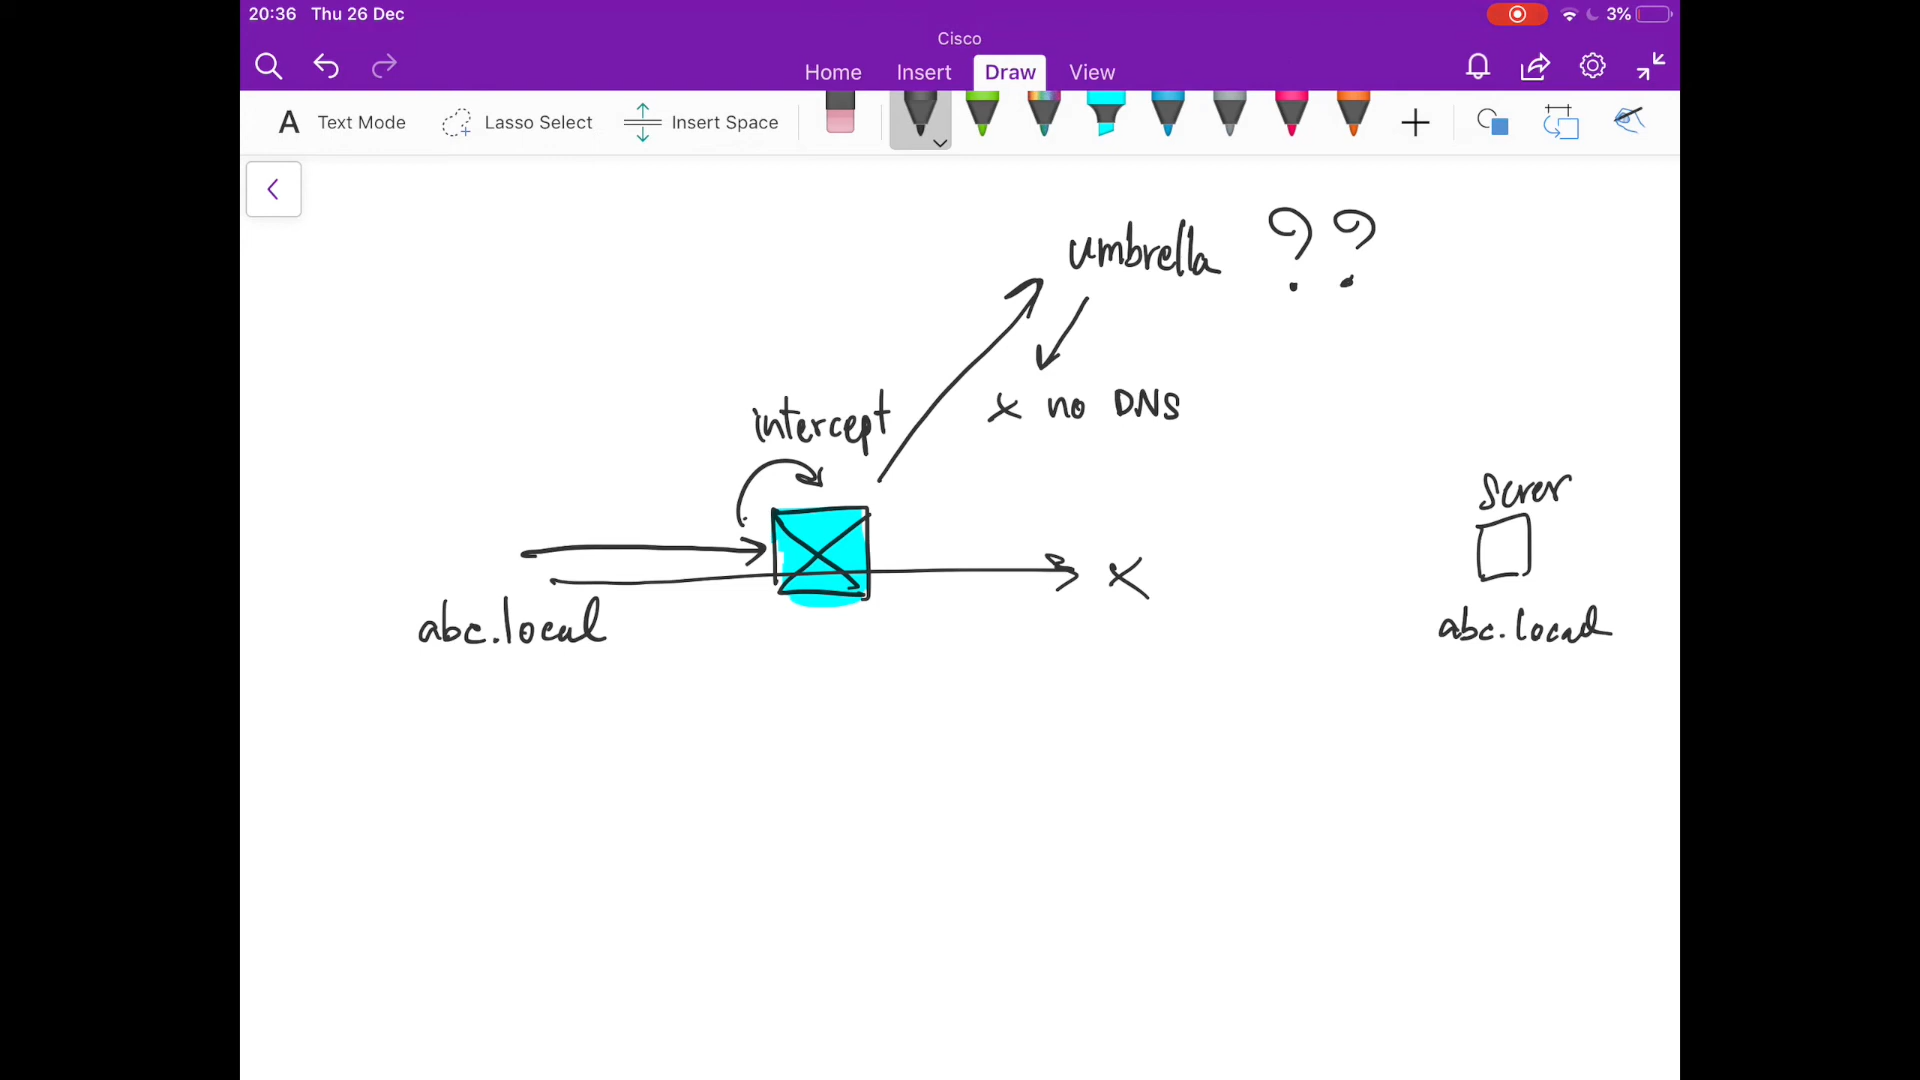 20:36 Thu 26 Dec
3%
Cisco
Home Insert Draw View
A Text Mode Lasso Select Insert Space
umbrella ??
x no DNS
intercept
abc.local
x
abc.local